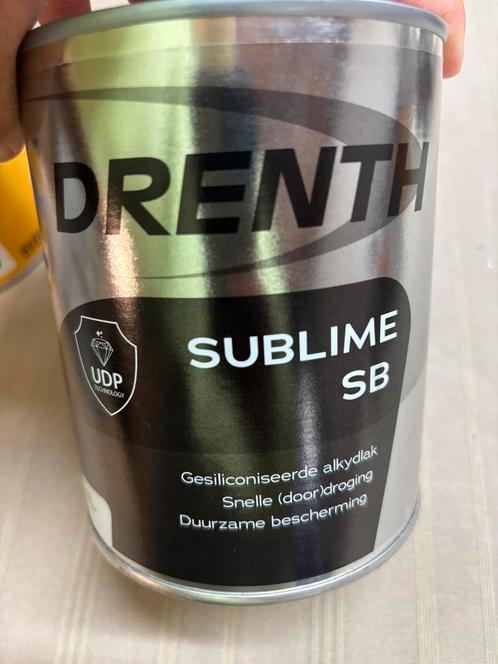 DRENTH
UDP
TECHNOLOGY
SUBLIME
SB
Gesiliconiseerde alkydlak
Snelle (door)droging
Duurzame bescherming